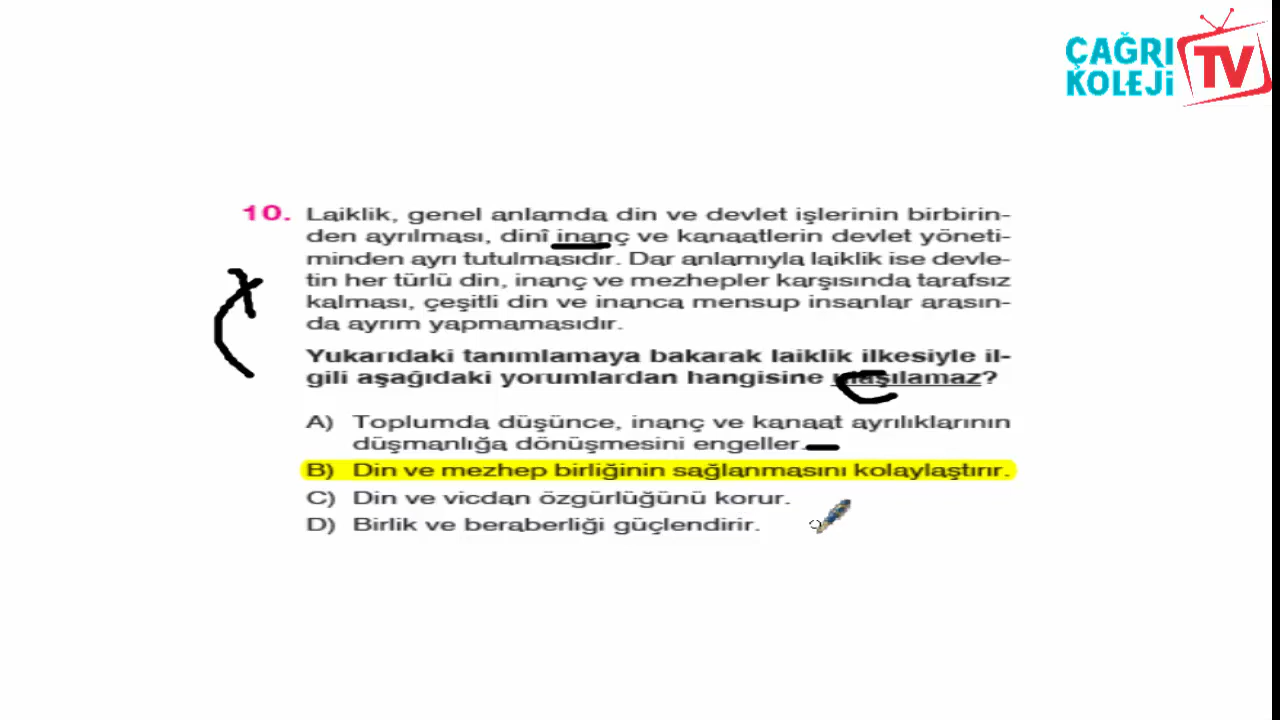 ÇAĞRI
KOLEJİ
TV
10. Laiklik, genel anlamda din ve devlet işlerinin birbirin-
den ayrılması, dinî inanç ve kanaatlerin devlet yöneti-
minden ayrı tutulmasıdır. Dar anlamıyla laiklik ise devle-
tin her türlü din, inanç ve mezhepler karşısında tarafsız
kalması, çeşitli din ve inanca mensup insanlar arasın-
da ayrım yapmamasıdır.
Yukarıdaki tanımlamaya bakarak laiklik ilkesiyle il-
gili aşağıdaki yorumlardan hangisine ulaşılamaz?
A) Toplumda düşünce, inanç ve kanaat ayrılıklarının
düşmanlığa dönüşmesini engeller.
B) Din ve mezhep birliğinin sağlanmasını kolaylaştırır.
C) Din ve vicdan özgürlüğünü korur.
D) Birlik ve beraberliği güçlendirir.